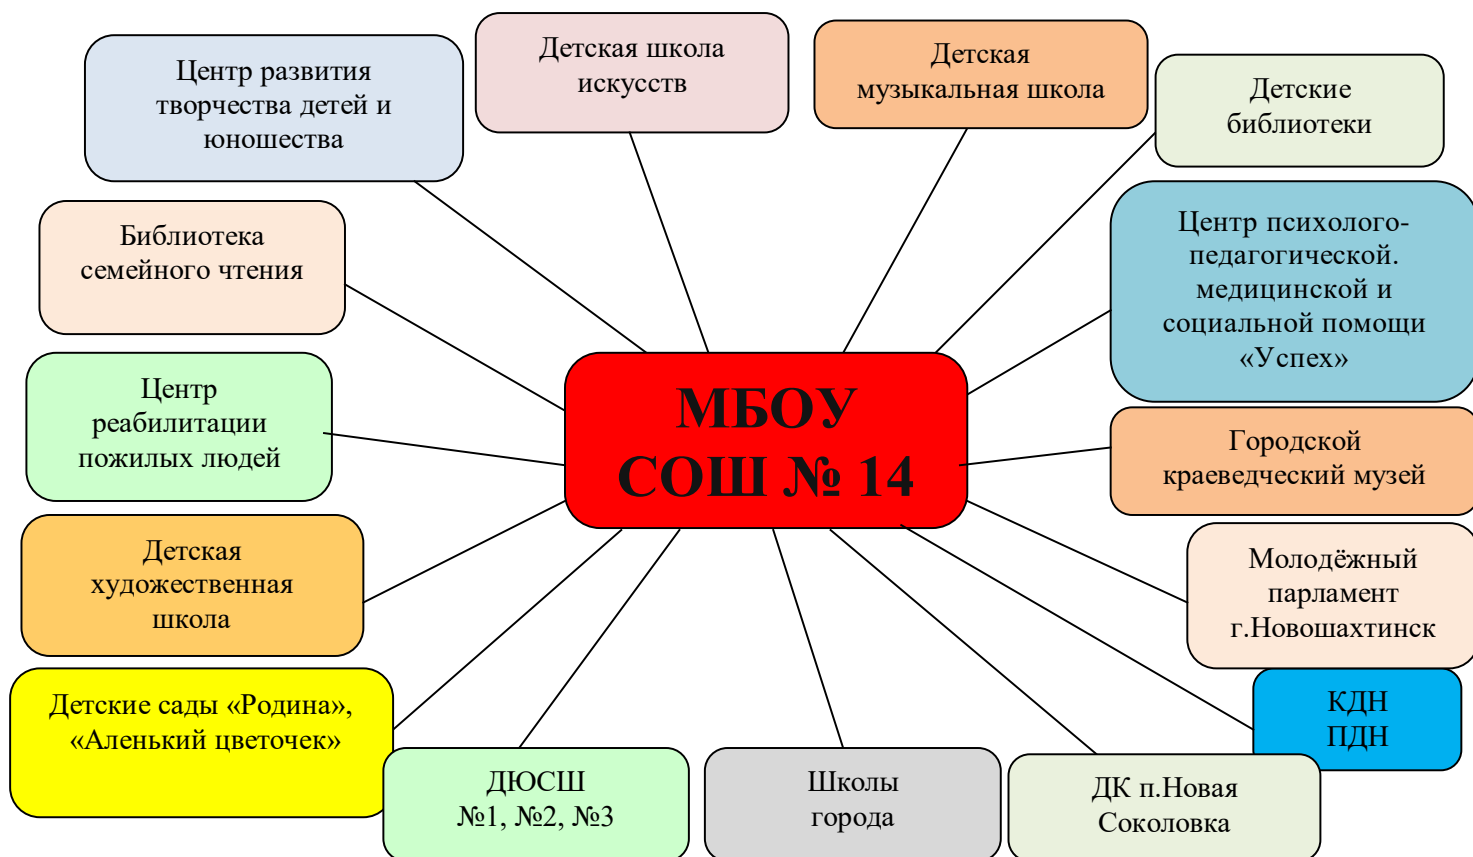 Центр развития
творчества детей и
юношества
Детская школа
искусств
Детская
музыкальная школа
Детские
библиотеки
Библиотека
семейного чтения
Центр психолого-
педагогической.
медицинской и
социальной помощи
«Успех»
Центр
реабилитации
пожилых людей
МБОУ
СОШ № 14
Городской
краеведческий музей
Детская
художественная
школа
Молодёжный
парламент
г.Новошахтинск
Детские сады «Родина»,
«Аленький цветочек»
КДН
ПДН
ДЮСШ
№1, №2, №3
Школы
города
ДК п.Новая
Соколовка